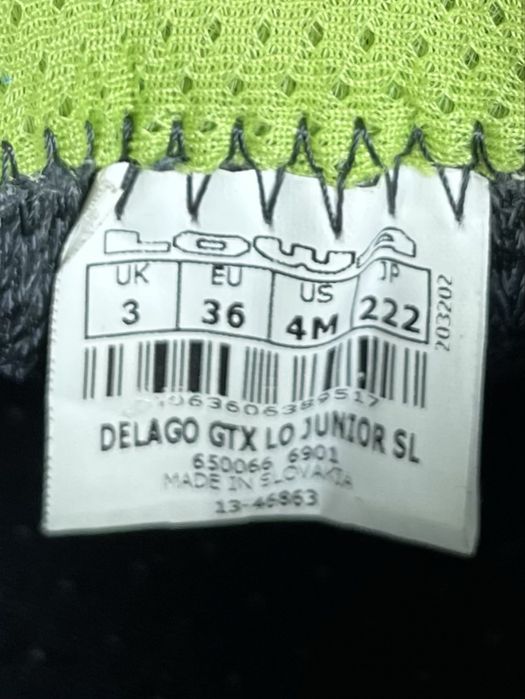 LOWA
UK EU US JP
3 36 4M 222
203202
DELAGO GTX LO JUNIOR SL
650066 6901
MADE IN SLOVAKIA
13-46863